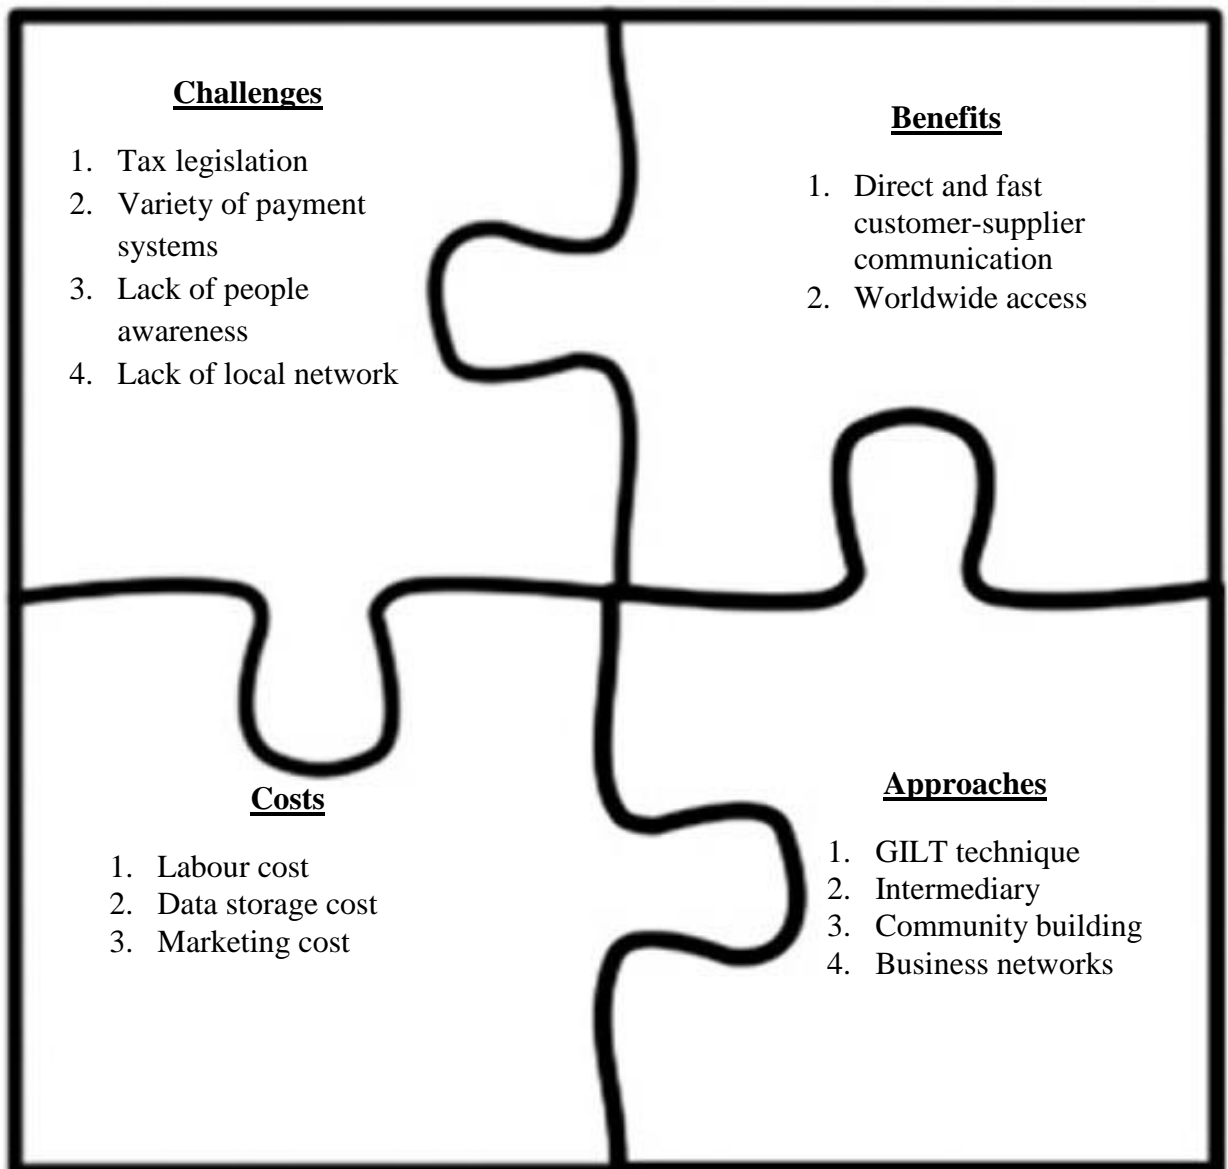 Challenges
1. Tax legislation
2. Variety of payment
systems
3. Lack of people
awareness
4. Lack of local network
Benefits
1. Direct and fast
customer-supplier
communication
2. Worldwide access
Costs
1. Labour cost
2. Data storage cost
3. Marketing cost
Approaches
1. GILT technique
2. Intermediary
3. Community building
4. Business networks